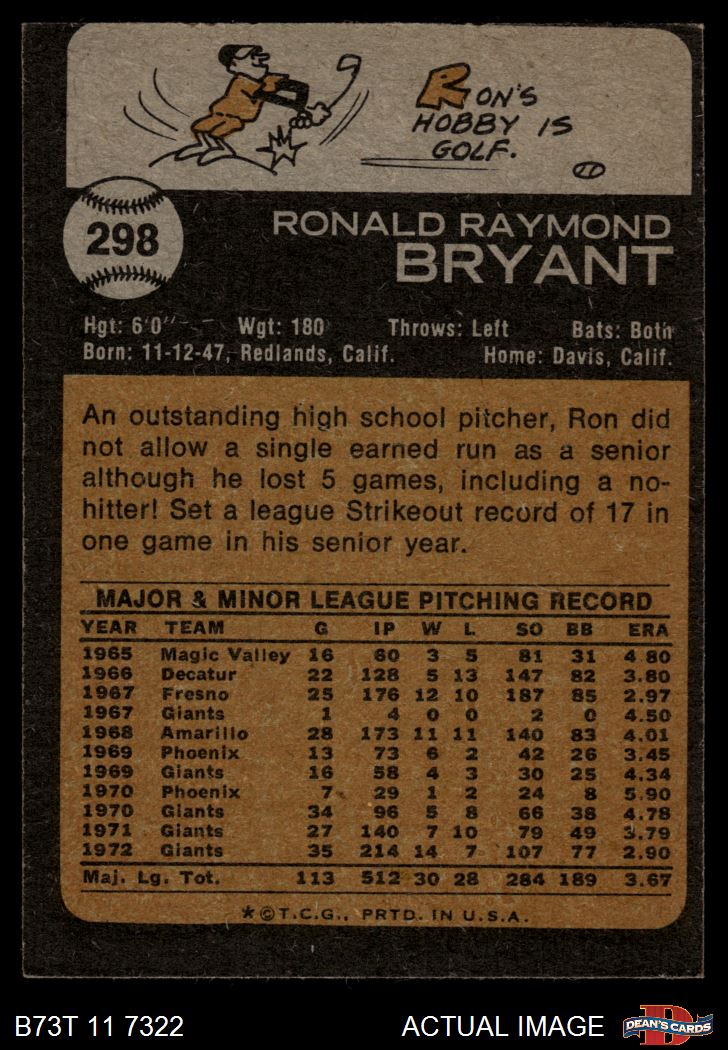 RON'S
HOBBY IS
GOLF.
298
RONALD RAYMOND
BRYANT
Hgt: 6'0" Wgt: 180 Throws: Left Bats: Both
Born: 11-12-47, Redlands, Calif. Home: Davis, Calif.
An outstanding high school pitcher, Ron did
not allow a single earned run as a senior
although he lost 5 games, including a no-
hitter! Set a league Strikeout record of 17 in
one game in his senior year.
MAJOR & MINOR LEAGUE PITCHING RECORD
YEAR TEAM G IP W L SO BB ERA
1965 Magic Valley 16 60 3 5 81 31 4.80
1966 Decatur 22 128 5 13 147 82 3.80
1967 Fresno 25 176 12 10 187 85 2.97
1967 Giants 1 4 0 0 2 0 4.50
1968 Amarillo 28 173 11 11 140 83 4.01
1969 Phoenix 13 73 6 2 42 26 3.45
1969 Giants 16 58 4 3 30 25 4.34
1970 Phoenix 7 29 1 2 24 8 5.90
1970 Giants 34 96 5 8 66 38 4.78
1971 Giants 27 140 7 10 79 49 3.79
1972 Giants 35 214 14 7 107 77 2.90
Maj. Lg. Tot. 113 512 30 28 284 189 3.67
*©T.C.G., PRTD. IN U.S.A.
B73T 11 7322 ACTUAL IMAGE
D DEAN'S CARDS